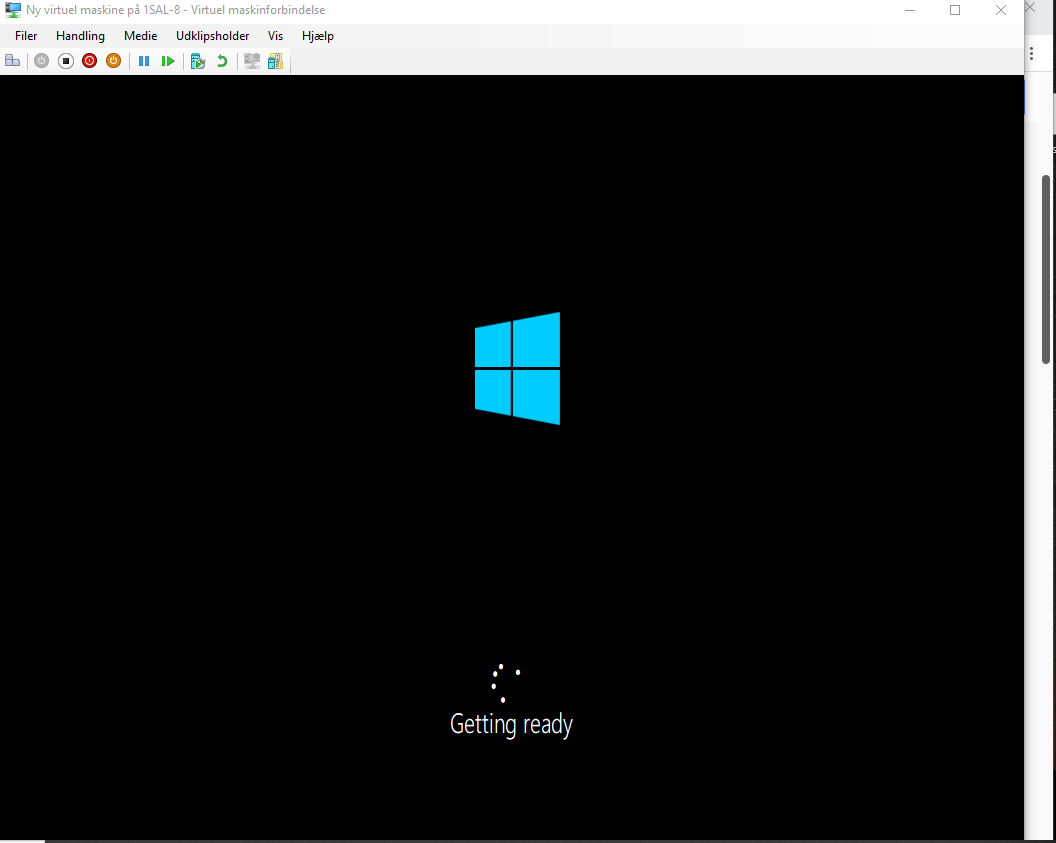 Ny virtuel maskine på 1SAL-8 - Virtuel maskinforbindelse
Filer Handling Medie Udklipsholder Vis Hjælp
Getting ready